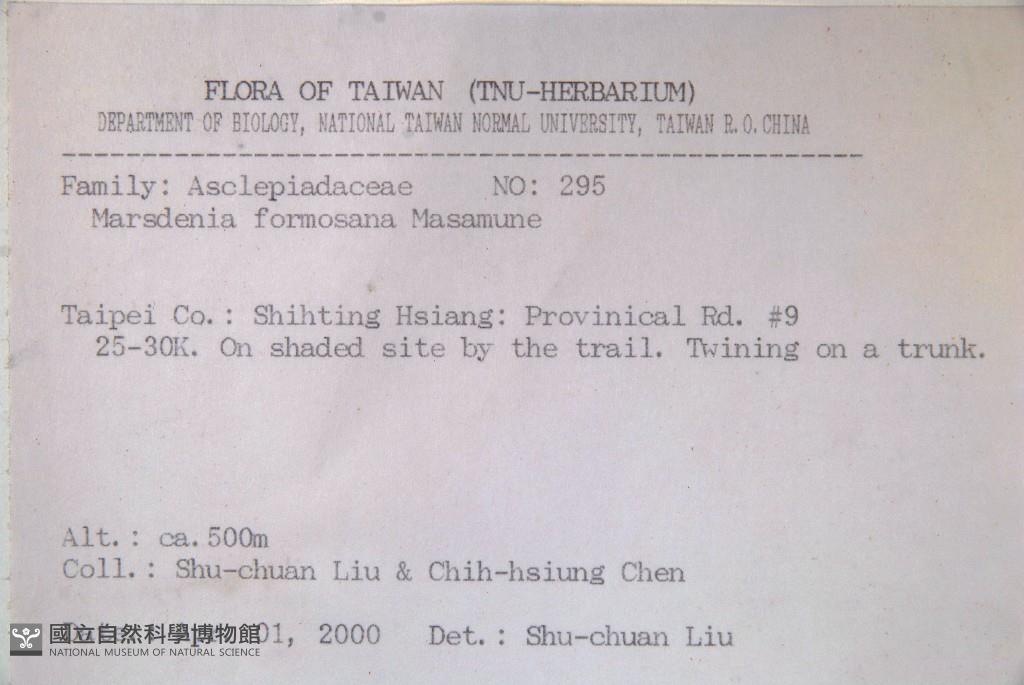 FLORA OF TAIWAN (TNU-HERBARIUM)
DEPARTMENT OF BIOLOGY, NATIONAL TAIWAN NORMAL UNIVERSITY, TAIWAN R.O.CHINA
Family: Asclepiadaceae NO: 295
Marsdenia formosana Masamune
Taipei Co.: Shihting Hsiang: Provinical Rd. #9
25-30K. On shaded site by the trail. Twining on a trunk.
Alt.: ca.500m
Coll.: Shu-chuan Liu & Chih-hsiung Chen
01, 2000 Det.: Shu-chuan Liu
國立自然科學博物館
NATIONAL MUSEUM OF NATURAL SCIENCE